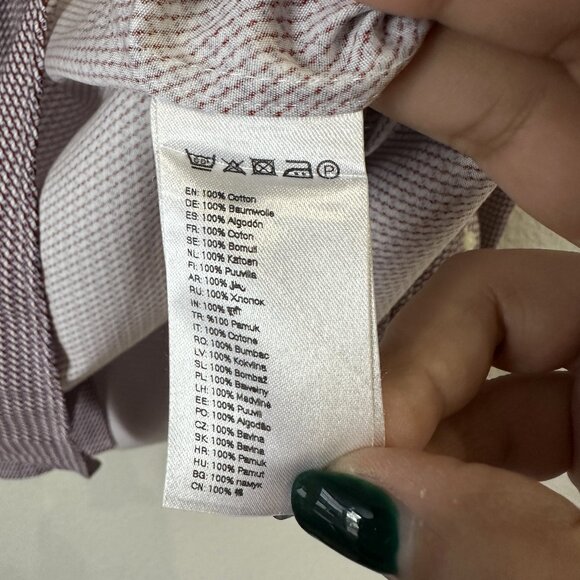 P
EN: 100% Cotton
DE: 100% Baumwolle
ES: 100% Algodón
FR: 100% Coton
SE: 100% Bomull
NL: 100% Katoen
FI: 100% Puuvilla
AR: 100%
RU: 100% Хлопок
IN: 100%
TR: %100 Pamuk
IT: 100% Cotone
RO: 100% Bumbac
LV: 100% Kokvilna
SL: 100% Bombaž
PL: 100% Bawełny
LH: 100% Medvilnė
EE: 100% Puuvill
PO: 100% Algodão
CZ: 100% Bavlna
SK: 100% Bavlna
HR: 100% Pamuk
HU: 100% Pamut
BG: 100% памук
CN: 100% 棉